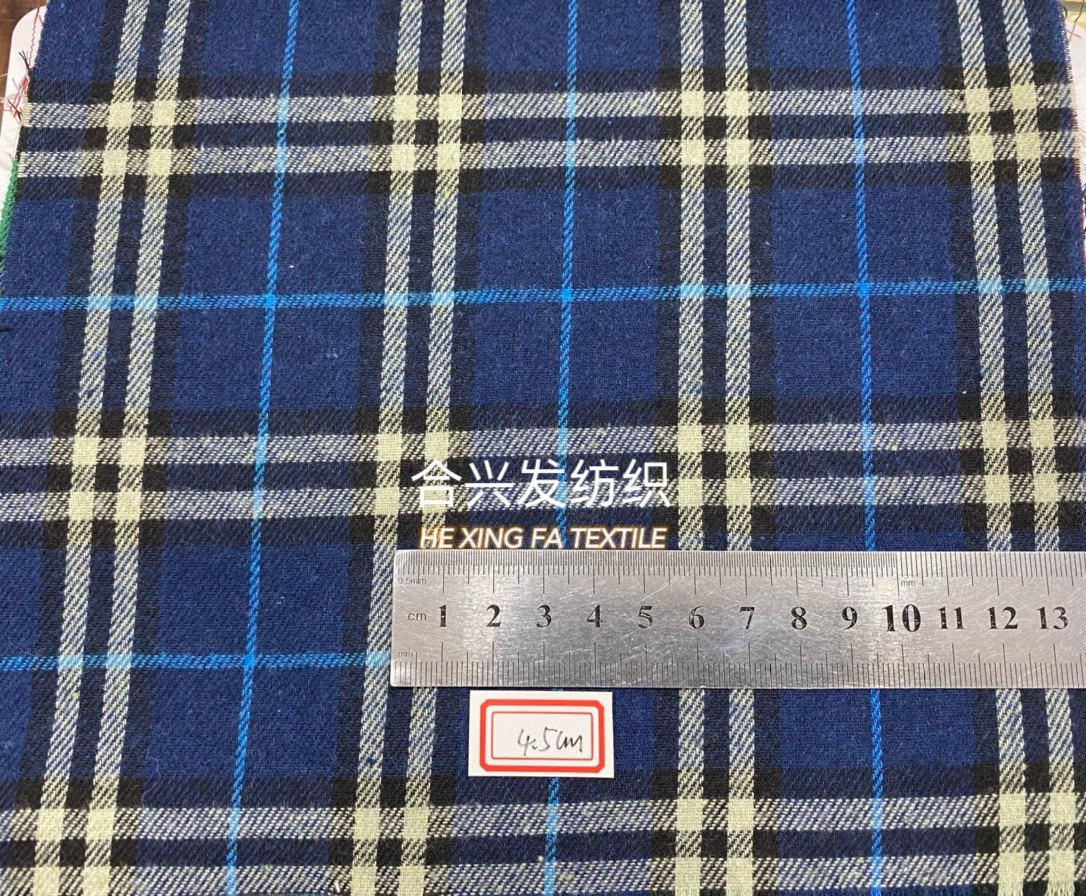 合兴发纺织
HE XING FA TEXTILE
0.5mm
mm
cm 1 2 3 4 5 6 7 8 9 10 11 12 13
mm
4.5cm